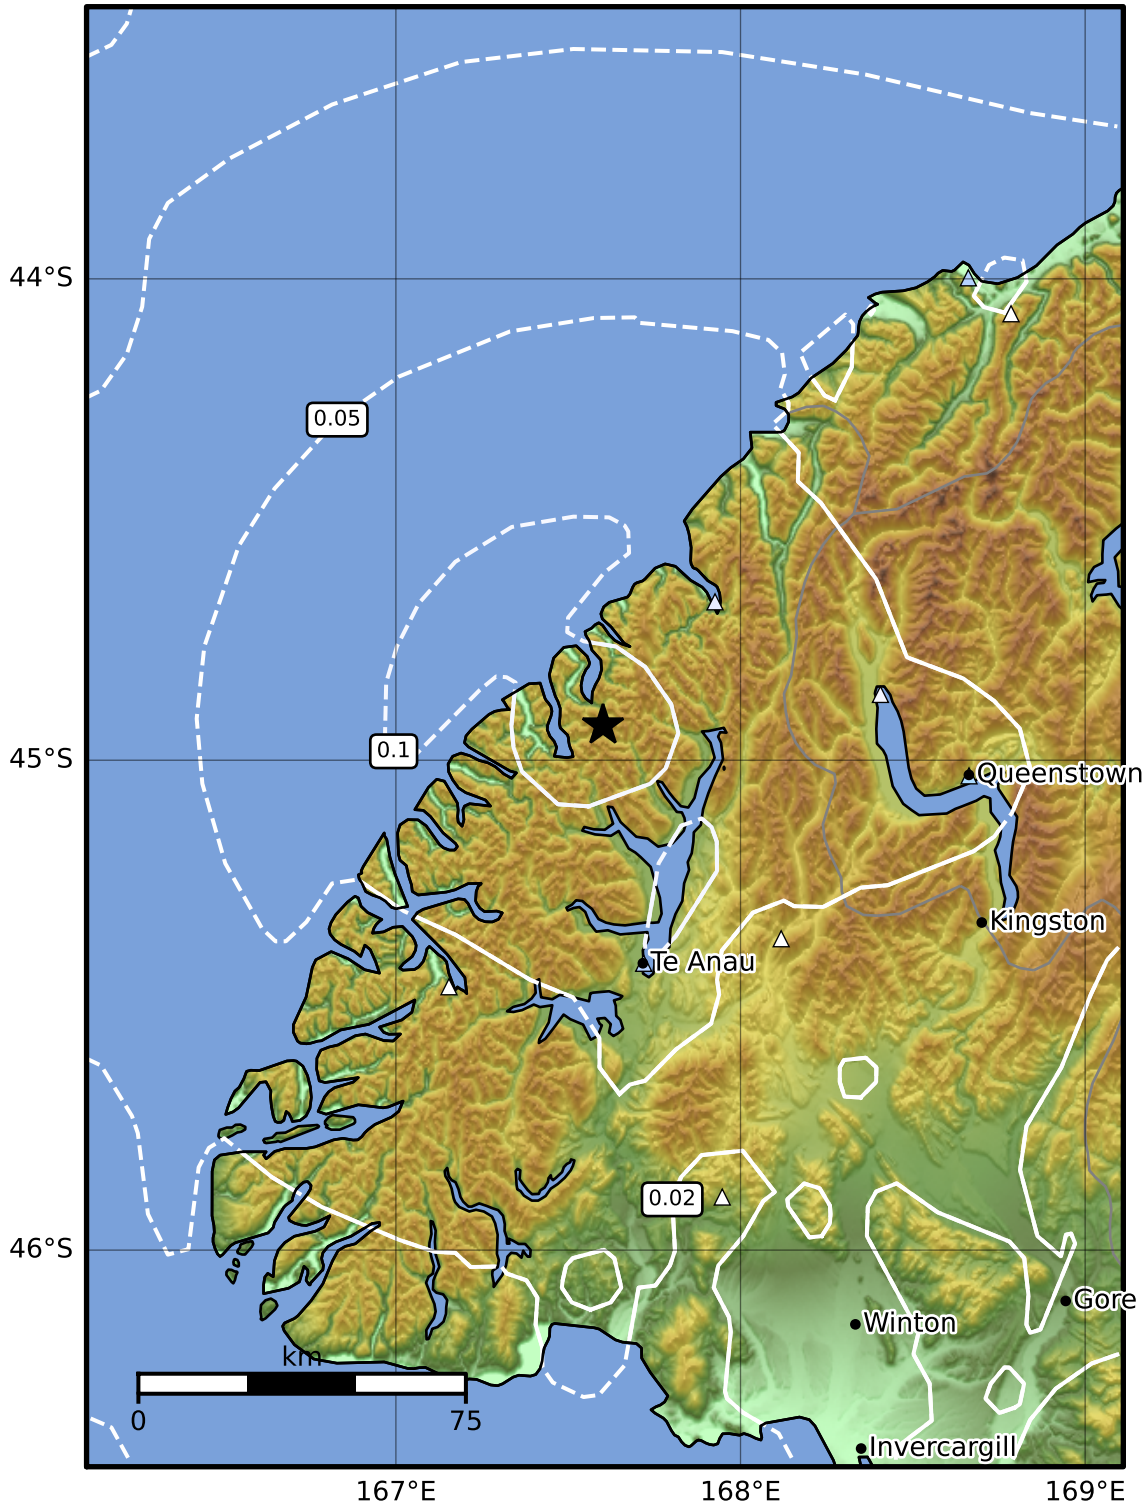 44°S
0.05
0.1
45°S
Queenstown
Kingston
Te Anau
0.02
46°S
Gore
Winton
km
0
75
Invercargill
167°E
168°E
169°E